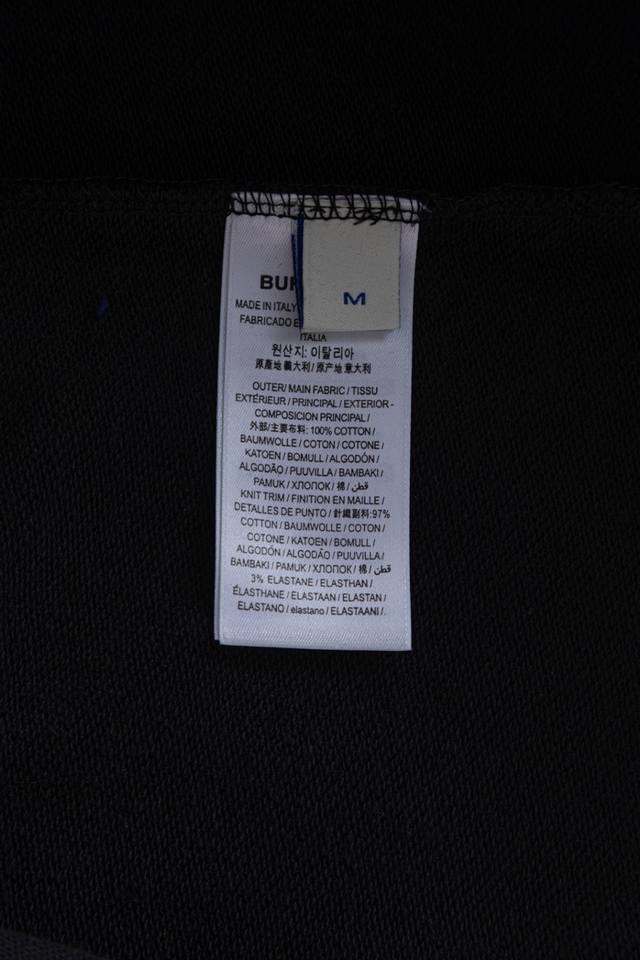 BUR
M
MADE IN ITALY
FABRICADO E
ITALIA
원산지: 이탈리아
原產地義大利 / 原产地意大利
OUTER/ MAIN FABRIC / TISSU
EXTÉRIEUR / PRINCIPAL / EXTERIOR -
COMPOSICION PRINCIPAL /
外部/主要布料: 100% COTTON /
BAUMWOLLE / COTON / COTONE /
KATOEN / BOMULL / ALGODÓN /
ALGODÃO / PUUVILLA / BAMBAKI /
PAMUK / ХЛОПОК / 棉 / قطن /
KNIT TRIM / FINITION EN MAILLE /
DETALLES DE PUNTO / 針織副料:97%
COTTON / BAUMWOLLE / COTON /
COTONE / KATOEN / BOMULL /
ALGODÓN / ALGODÃO / PUUVILLA /
BAMBAKI / PAMUK / ХЛОПОК / 棉 / قطن
3% ELASTANE / ELASTHAN /
ÉLASTHANE / ELASTAAN / ELASTAN /
ELASTANO / elastano / ELASTAANI /